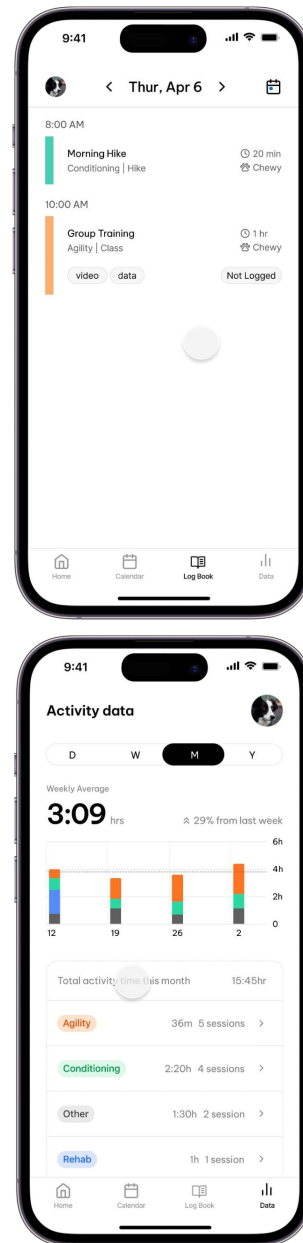 9:41
Thur, Apr 6
8:00 AM
Morning Hike 20 min
Conditioning | Hike Chewy
10:00 AM
Group Training 1 hr
Agility | Class Chewy
video data Not Logged
Home Calendar Log Book Data
9:41
Activity data
D W M Y
Weekly Average
3:09 hrs 29% from last week
6h
4h
2h
0
12 19 26 2
Total activity time this month 15:45hr
Agility 36m 5 sessions
Conditioning 2:20h 4 sessions
Other 1:30h 2 session
Rehab 1h 1 session
Home Calendar Log Book Data